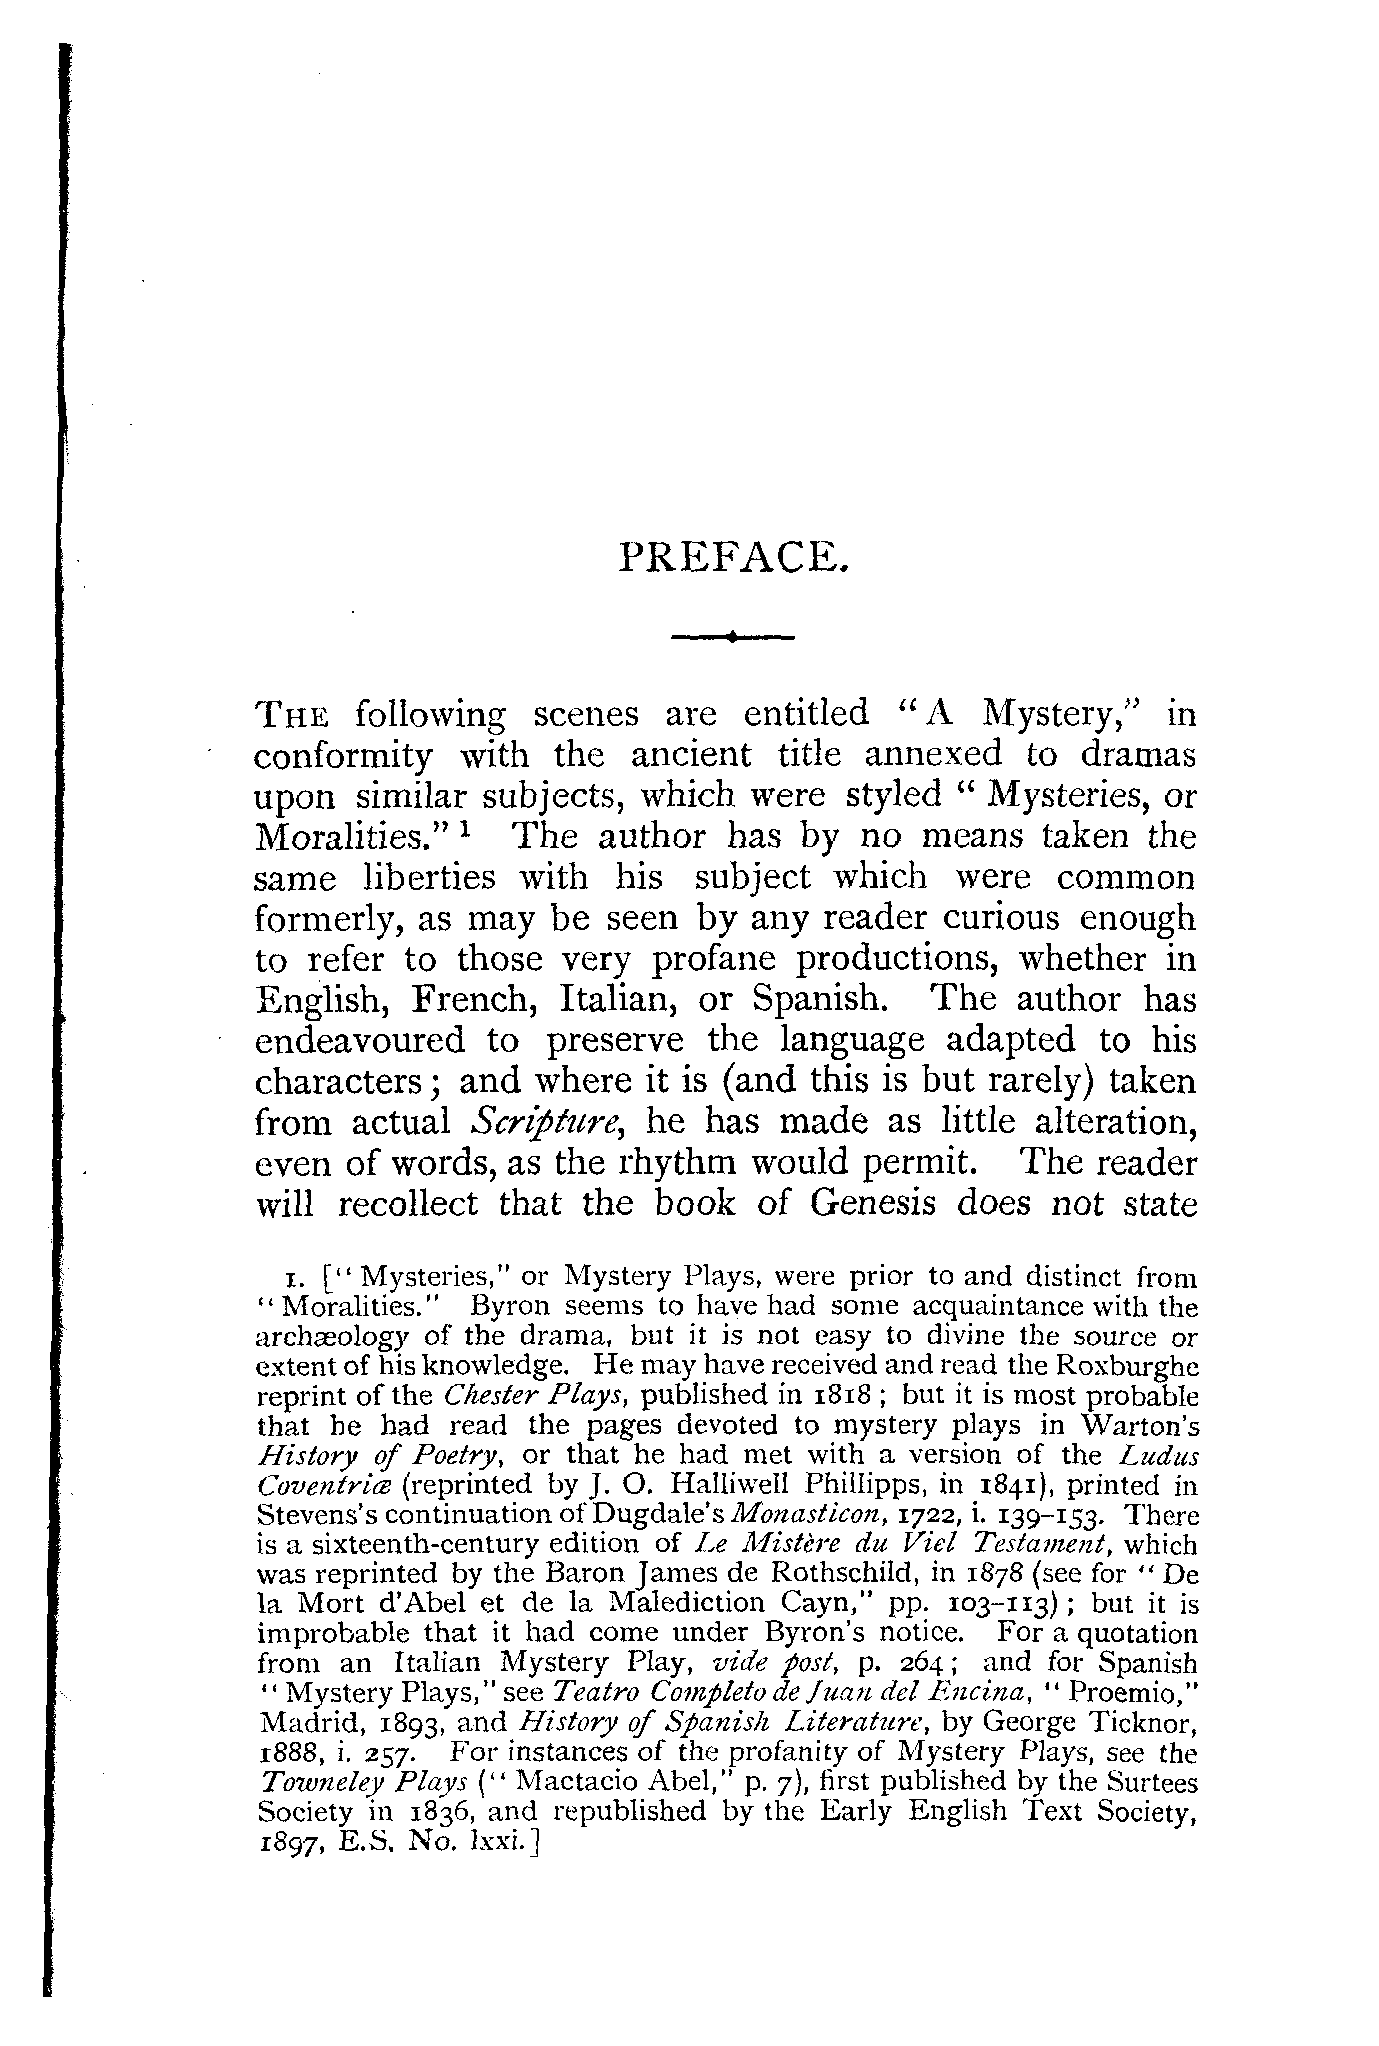 PREFACE.
THE following scenes are entitled "A Mystery," in
conformity with the ancient title annexed to dramas
upon similar subjects, which were styled "Mysteries, or
Moralities." 1 The author has by no means taken the
same liberties with his subject which were common
formerly, as may be seen by any reader curious enough
to refer to those very profane productions, whether in
English, French, Italian, or Spanish. The author has
endeavoured to preserve the language adapted to his
characters; and where it is (and this is but rarely) taken
from actual Scripture, he has made as little alteration,
even of words, as the rhythm would permit. The reader
will recollect that the book of Genesis does not state
1. ["Mysteries," or Mystery Plays, were prior to and distinct from
"Moralities." Byron seems to have had some acquaintance with the
archæology of the drama, but it is not easy to divine the source or
extent of his knowledge. He may have received and read the Roxburghe
reprint of the Chester Plays, published in 1818; but it is most probable
that he had read the pages devoted to mystery plays in Warton's
History of Poetry, or that he had met with a version of the Ludus
Coventriæ (reprinted by J. O. Halliwell Phillipps, in 1841), printed in
Stevens's continuation of Dugdale's Monasticon, 1722, i. 139–153. There
is a sixteenth-century edition of Le Mistère du Viel Testament, which
was reprinted by the Baron James de Rothschild, in 1878 (see for "De
la Mort d'Abel et de la Malediction Cayn," pp. 103–113); but it is
improbable that it had come under Byron's notice. For a quotation
from an Italian Mystery Play, vide post, p. 264; and for Spanish
"Mystery Plays," see Teatro Completo de Juan del Encina, "Proemio,"
Madrid, 1893, and History of Spanish Literature, by George Ticknor,
1888, i. 257. For instances of the profanity of Mystery Plays, see the
Towneley Plays ("Mactacio Abel," p. 7), first published by the Surtees
Society in 1836, and republished by the Early English Text Society,
1897, E.S. No. lxxi.]